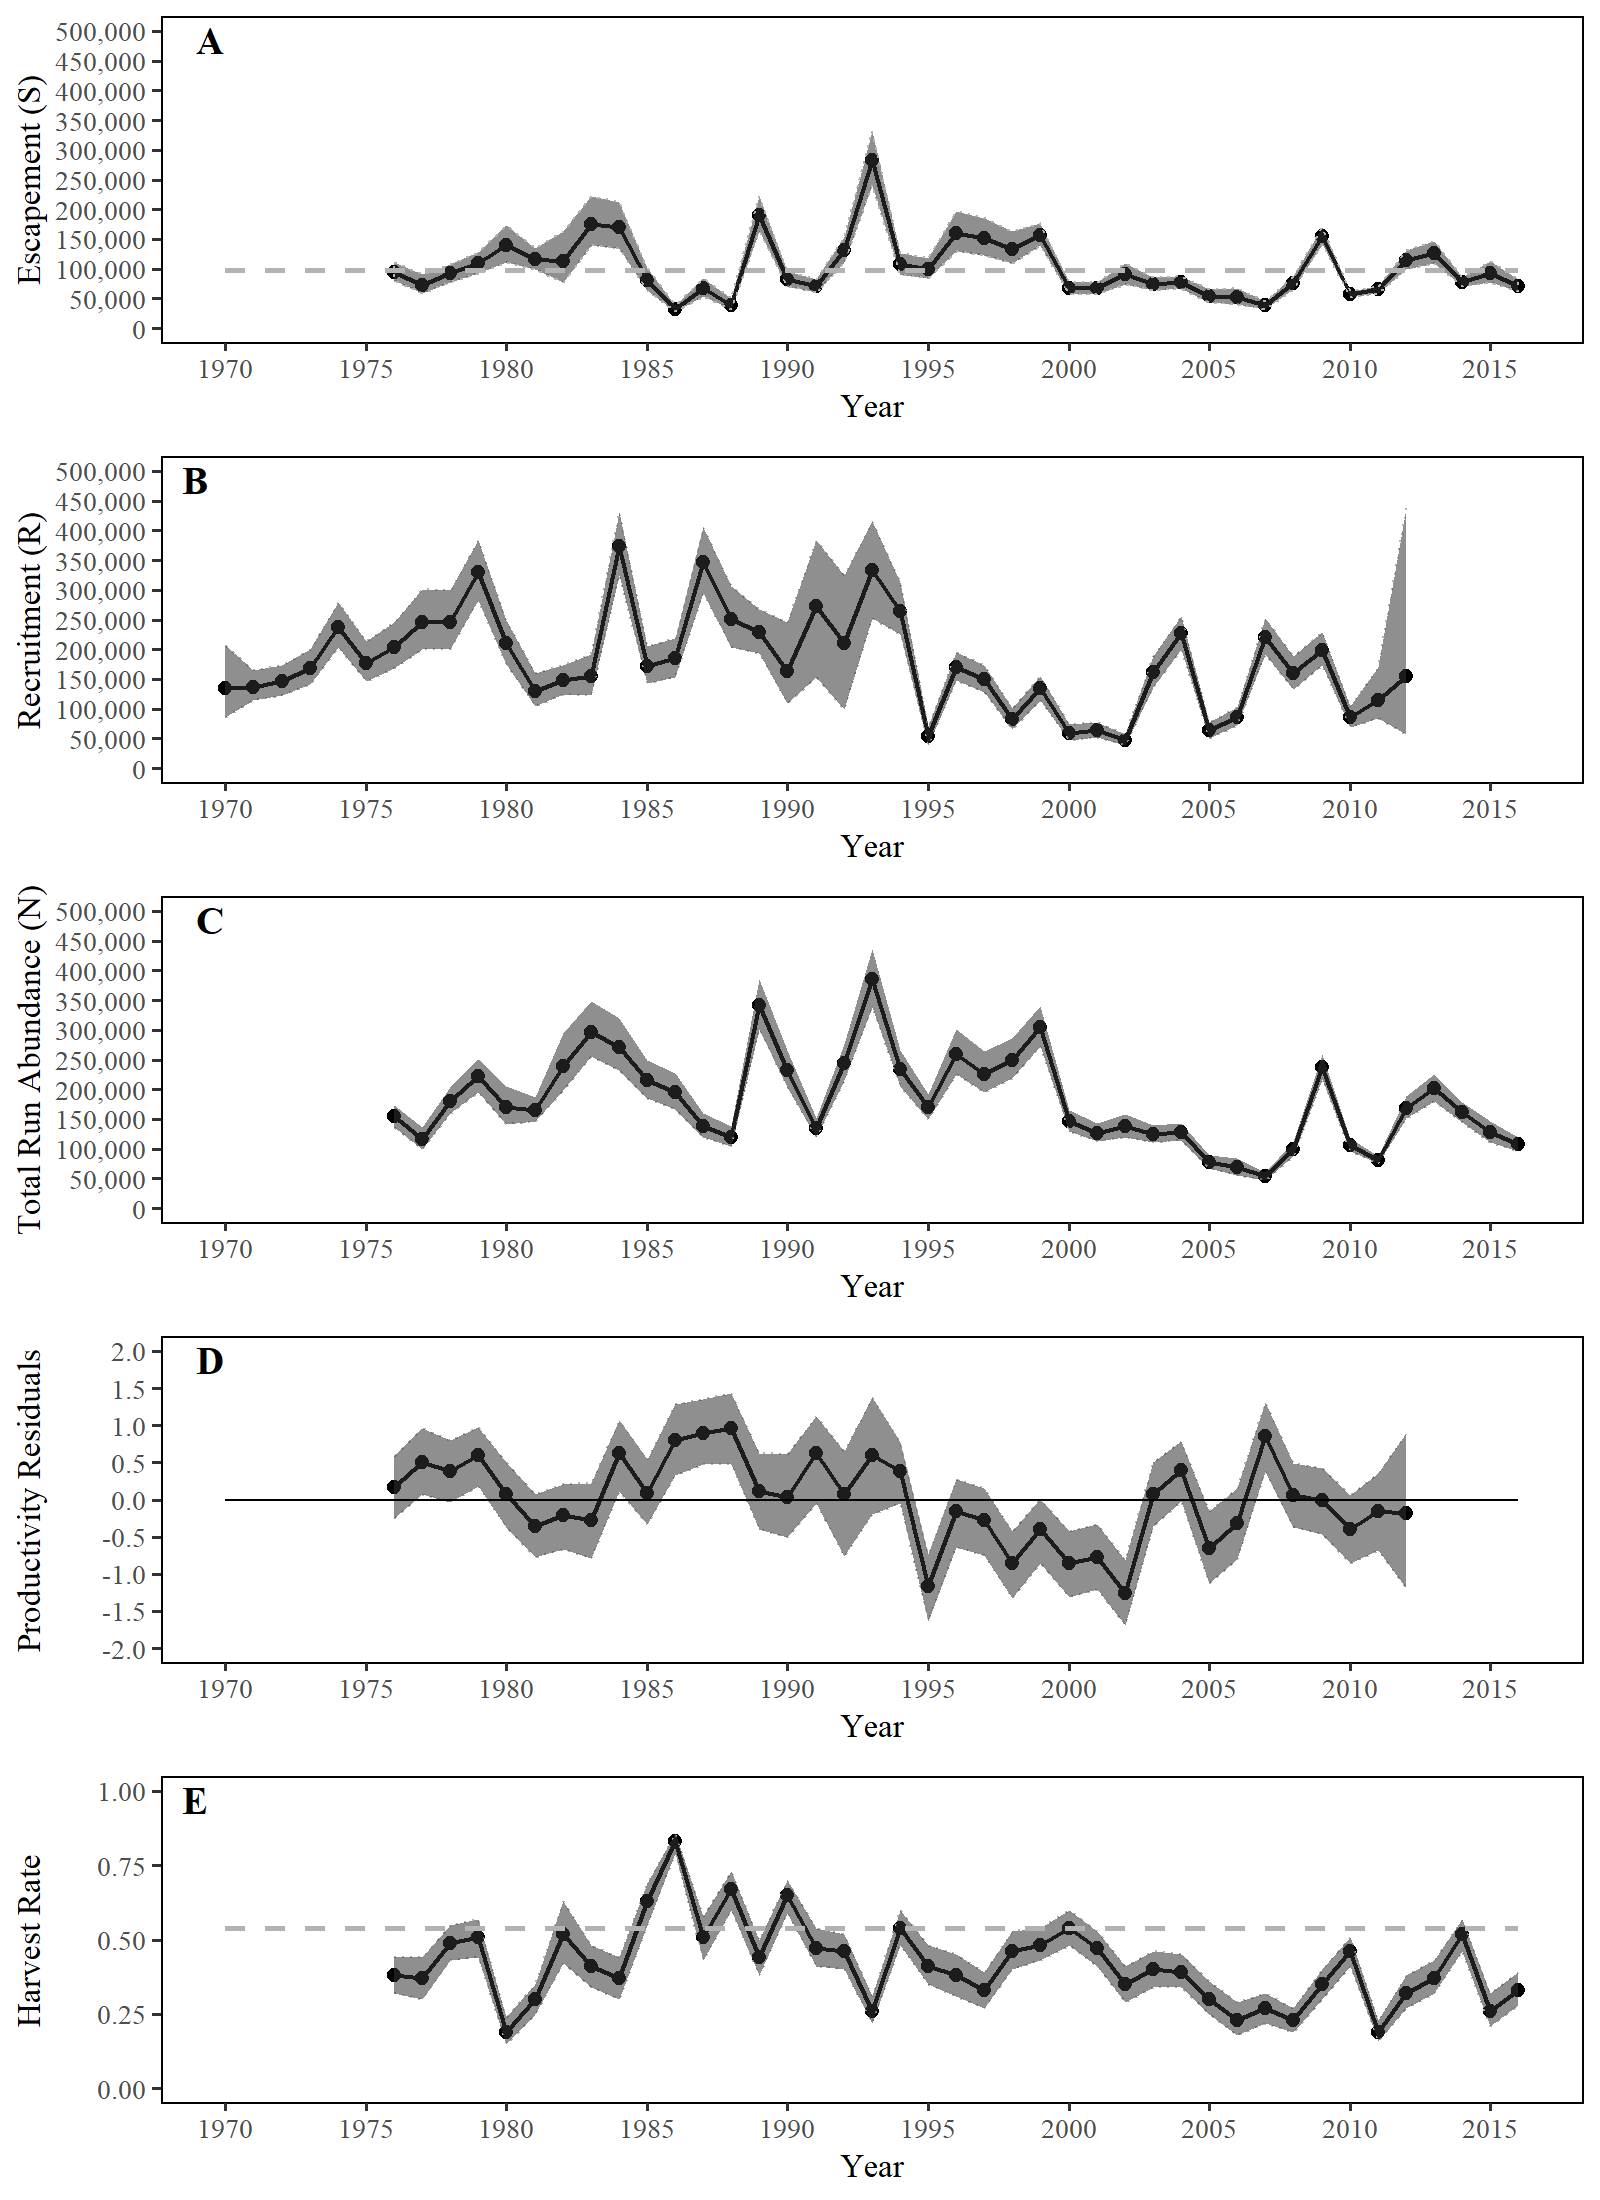 A
Escapement (S)
500,000
450,000
400,000
350,000
300,000
250,000
200,000
150,000
100,000
50,000
0
1970 1975 1980 1985 1990 1995 2000 2005 2010 2015
Year
B
Recruitment (R)
500,000
450,000
400,000
350,000
300,000
250,000
200,000
150,000
100,000
50,000
0
1970 1975 1980 1985 1990 1995 2000 2005 2010 2015
Year
C
Total Run Abundance (N)
500,000
450,000
400,000
350,000
300,000
250,000
200,000
150,000
100,000
50,000
0
1970 1975 1980 1985 1990 1995 2000 2005 2010 2015
Year
D
Productivity Residuals
2.0
1.5
1.0
0.5
0.0
-0.5
-1.0
-1.5
-2.0
1970 1975 1980 1985 1990 1995 2000 2005 2010 2015
Year
E
Harvest Rate
1.00
0.75
0.50
0.25
0.00
1970 1975 1980 1985 1990 1995 2000 2005 2010 2015
Year